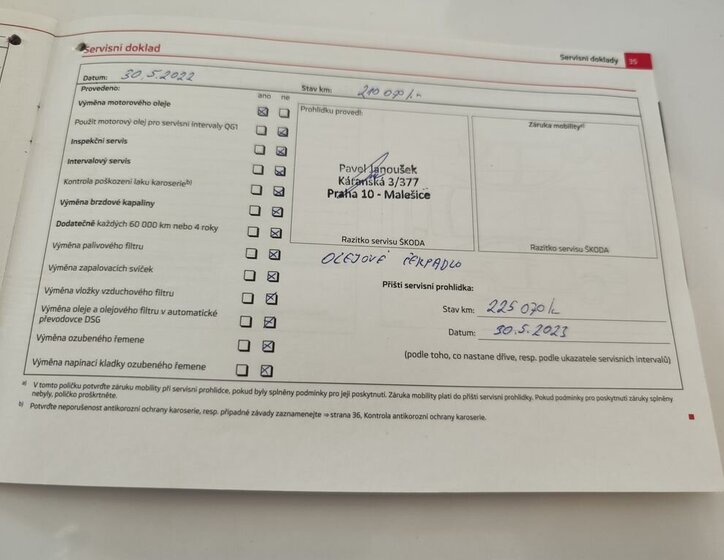 Servisní doklad
Servisní doklady 35
Datum: 30.5.2022
Stav km: 210 070 km
Provedeno: ano ne
Výměna motorového oleje
Použit motorový olej pro servisní intervaly QG1
Inspekční servis
Intervalový servis
Kontrola poškození laku karoserie b)
Výměna brzdové kapaliny
Dodatečně každých 60 000 km nebo 4 roky
Výměna palivového filtru
Výměna zapalovacích svíček
Výměna vložky vzduchového filtru
Výměna oleje a olejového filtru v automatické
převodovce DSG
Výměna ozubeného řemene
Výměna napínací kladky ozubeného řemene
Prohlídku provedl:
Pavel Janoušek
Káranská 3/377
Praha 10 - Malešice
Razítko servisu ŠKODA
Záruka mobility a)
Razítko servisu ŠKODA
OLEJOVÉ ČERPADLO
Příští servisní prohlídka:
Stav km: 225 070 km
Datum: 30.5.2023
(podle toho, co nastane dříve, resp. podle ukazatele servisních intervalů)
a) V tomto políčku potvrďte záruku mobility při servisní prohlídce, pokud byly splněny podmínky pro její poskytnutí. Záruka mobility platí do příští servisní prohlídky. Pokud podmínky pro poskytnutí záruky splněny
nebyly, políčko proškrtněte.
b) Potvrďte neporušenost antikorozní ochrany karoserie, resp. případné závady zaznamenejte ⇒ strana 36, Kontrola antikorozní ochrany karoserie.